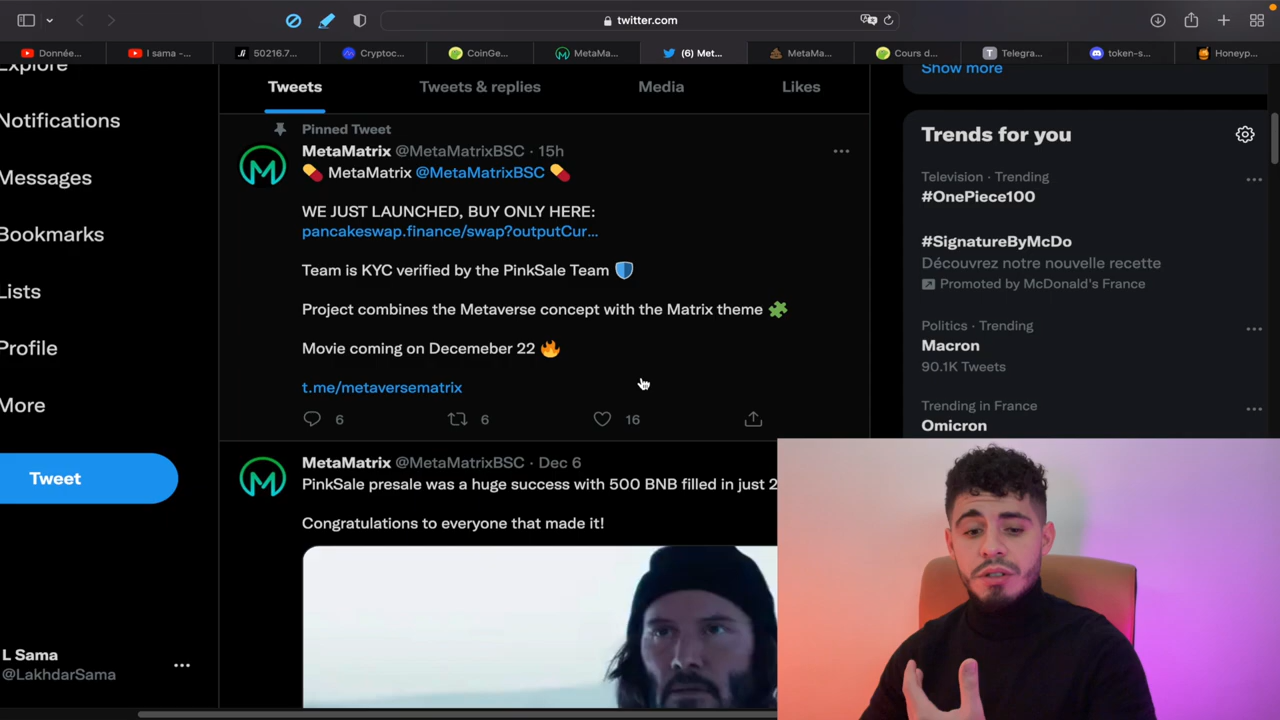 twitter.com
Donnée...
I sama -...
50216.7...
Cryptoc...
CoinGe...
MetaMa...
(6) Met...
MetaMa...
Cours d...
Telegra...
token-s...
Honeyp...
Explore
Notifications
Messages
Bookmarks
Lists
Profile
More
Tweet
L Sama
@LakhdarSama
Tweets
Tweets & replies
Media
Likes
Pinned Tweet
MetaMatrix @MetaMatrixBSC · 15h
💊 MetaMatrix @MetaMatrixBSC 💊
WE JUST LAUNCHED, BUY ONLY HERE:
pancakeswap.finance/swap?outputCur...
Team is KYC verified by the PinkSale Team 🛡️
Project combines the Metaverse concept with the Matrix theme 🧩
Movie coming on Decemeber 22 🔥
t.me/metaversematrix
6
6
16
MetaMatrix @MetaMatrixBSC · Dec 6
PinkSale presale was a huge success with 500 BNB filled in just 2
Congratulations to everyone that made it!
Show more
Trends for you
Television · Trending
#OnePiece100
#SignatureByMcDo
Découvrez notre nouvelle recette
Promoted by McDonald's France
Politics · Trending
Macron
90.1K Tweets
Trending in France
Omicron